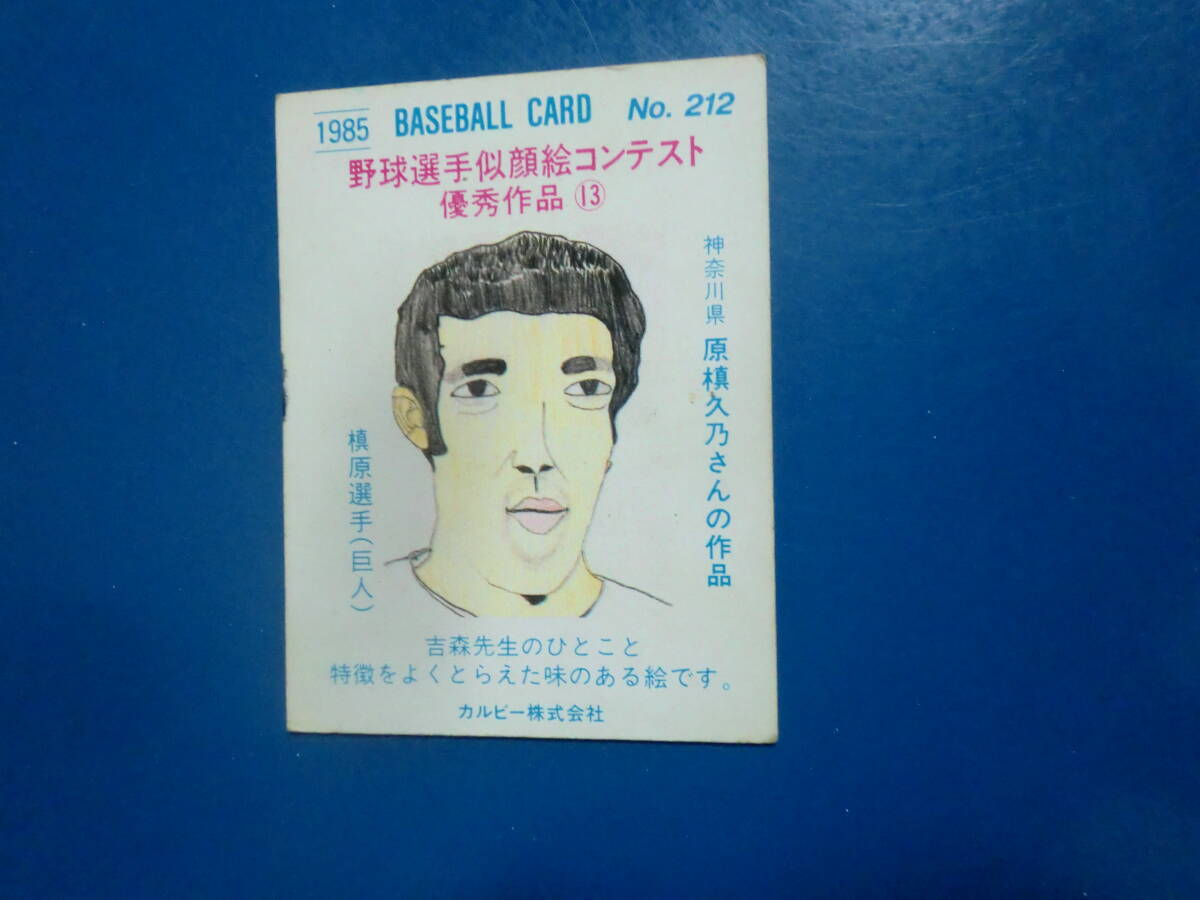 1985 BASEBALL CARD No. 212
野球選手似顔絵コンテスト
優秀作品 ⑬
神奈川県 原槙久乃さんの作品
槙原選手(巨人)
吉森先生のひとこと
特徴をよくとらえた味のある絵です。
カルビー株式会社